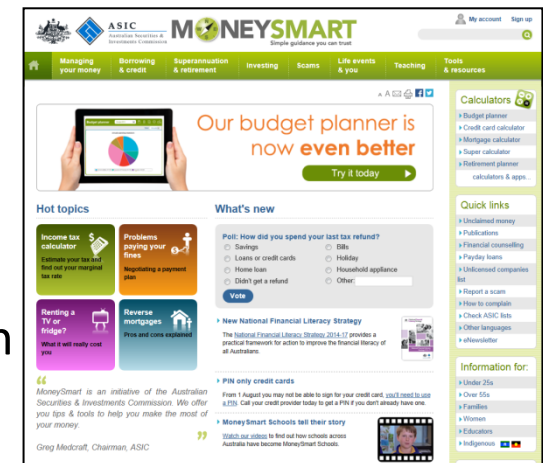 ASIC
Australian Securities &
Investments Commission
MONEYSMART
Simple guidance you can trust
My account Sign up
Managing your money
Borrowing & credit
Superannuation & retirement
Investing
Scams
Life events & you
Teaching
Tools & resources
A A
Our budget planner is
now even better
Try it today
Calculators
Budget planner
Credit card calculator
Mortgage calculator
Super calculator
Retirement planner
calculators & apps...
Quick links
Unclaimed money
Publications
Financial counselling
Payday loans
Unlicensed companies
list
Report a scam
How to complain
Check ASIC lists
Other languages
eNewsletter
Information for:
Under 25s
Over 55s
Families
Women
Educators
Indigenous
Hot topics
Income tax
calculator
Estimate your tax and
find out your marginal
tax rate
Problems
paying your
fines
Negotiating a payment
plan
Renting a
TV or
fridge?
What it will really cost
you
Reverse
mortgages
Pros and cons explained
n
“
MoneySmart is an initiative of the Australian
Securities & Investments Commission. We offer
you tips & tools to help you make the most of
your money.
”
Greg Medcraft, Chairman, ASIC
What's new
Poll: How did you spend your last tax refund?
Savings
Bills
Loans or credit cards
Holiday
Home loan
Household appliance
Didn't get a refund
Other:
Vote
New National Financial Literacy Strategy
The National Financial Literacy Strategy 2014-17 provides a
practical framework for action to improve the financial literacy of
all Australians.
PIN only credit cards
From 1 August you may not be able to sign for your credit card, you'll need to use
a PIN. Call your credit provider today to get a PIN if you don't already have one.
MoneySmart Schools tell their story
Watch our videos to find out how schools across
Australia have become MoneySmart Schools.